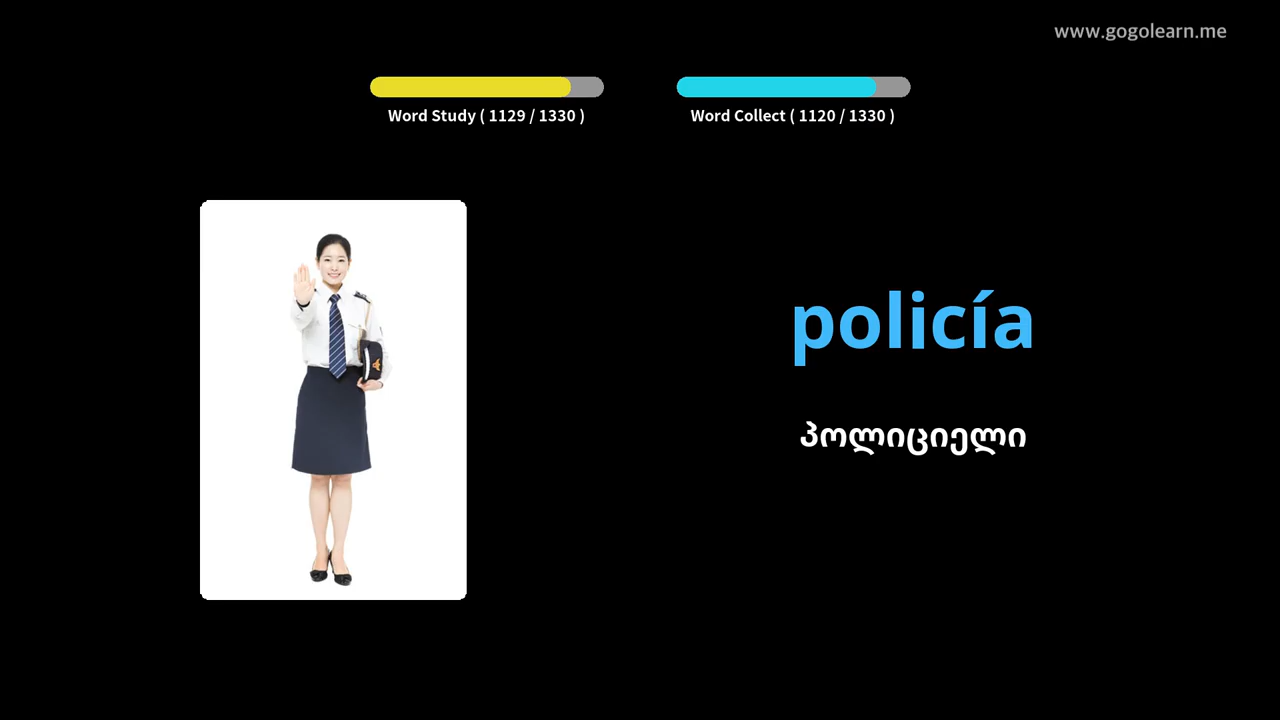 www.gogolearn.me
Word Study ( 1129 / 1330 )
Word Collect ( 1120 / 1330 )
policía
პოლიციელი